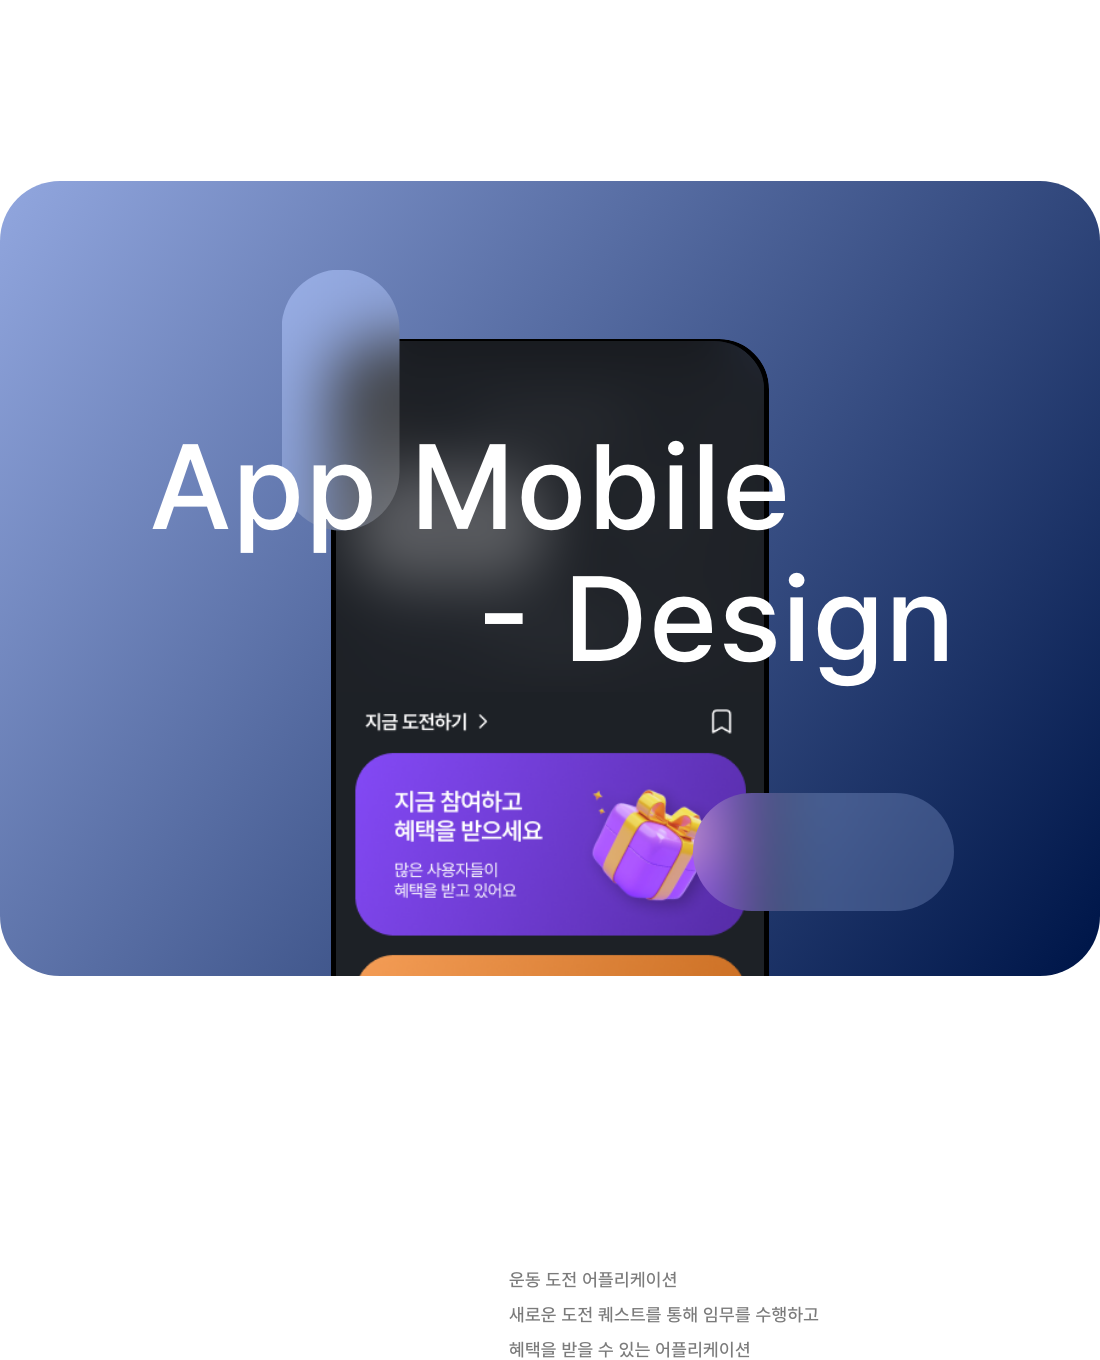 App Mobile
- Design
지금 도전하기 >
지금 참여하고
혜택을 받으세요
많은 사용자들이
혜택을 받고 있어요
운동 도전 어플리케이션
새로운 도전 퀘스트를 통해 임무를 수행하고
혜택을 받을 수 있는 어플리케이션